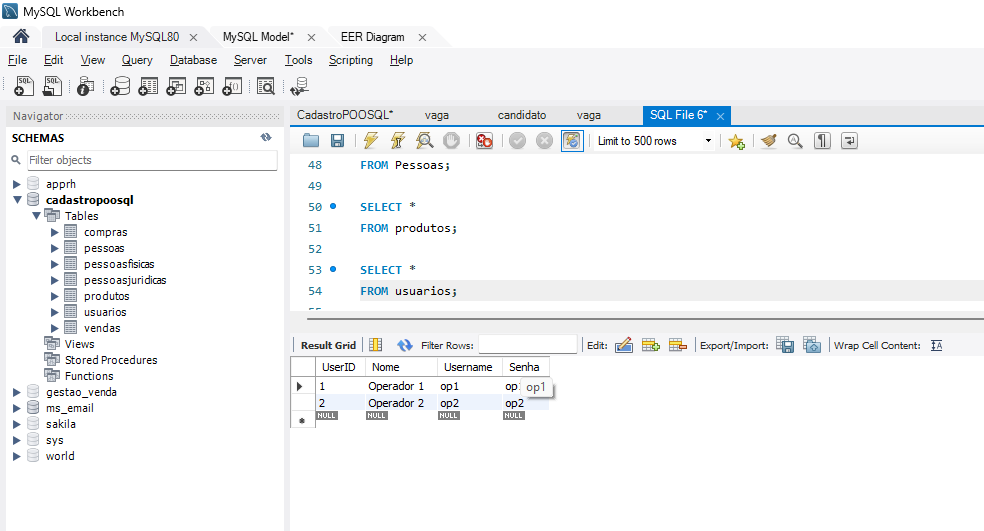 MySQL Workbench
Local instance MySQL80 MySQL Model* EER Diagram
File Edit View Query Database Server Tools Scripting Help
Navigator
SCHEMAS
Filter objects
apprh
cadastropoosql
Tables
compras
pessoas
pessoasfisicas
pessoasjuridicas
produtos
usuarios
vendas
Views
Stored Procedures
Functions
gestao_venda
ms_email
sakila
sys
world
CadastroPOOSQL* vaga candidato vaga SQL File 6*
Limit to 500 rows
48 FROM Pessoas;
49
50 SELECT *
51 FROM produtos;
52
53 SELECT *
54 FROM usuarios;
Result Grid Filter Rows: Edit: Export/Import: Wrap Cell Content:
UserID Nome Username Senha
1 Operador 1 op1 op1
2 Operador 2 op2 op2
NULL NULL NULL NULL